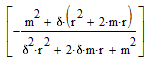 [ - (m² + δ·(r² + 2·m·r)) / (δ²·r² + 2·δ·m·r + m²) ]